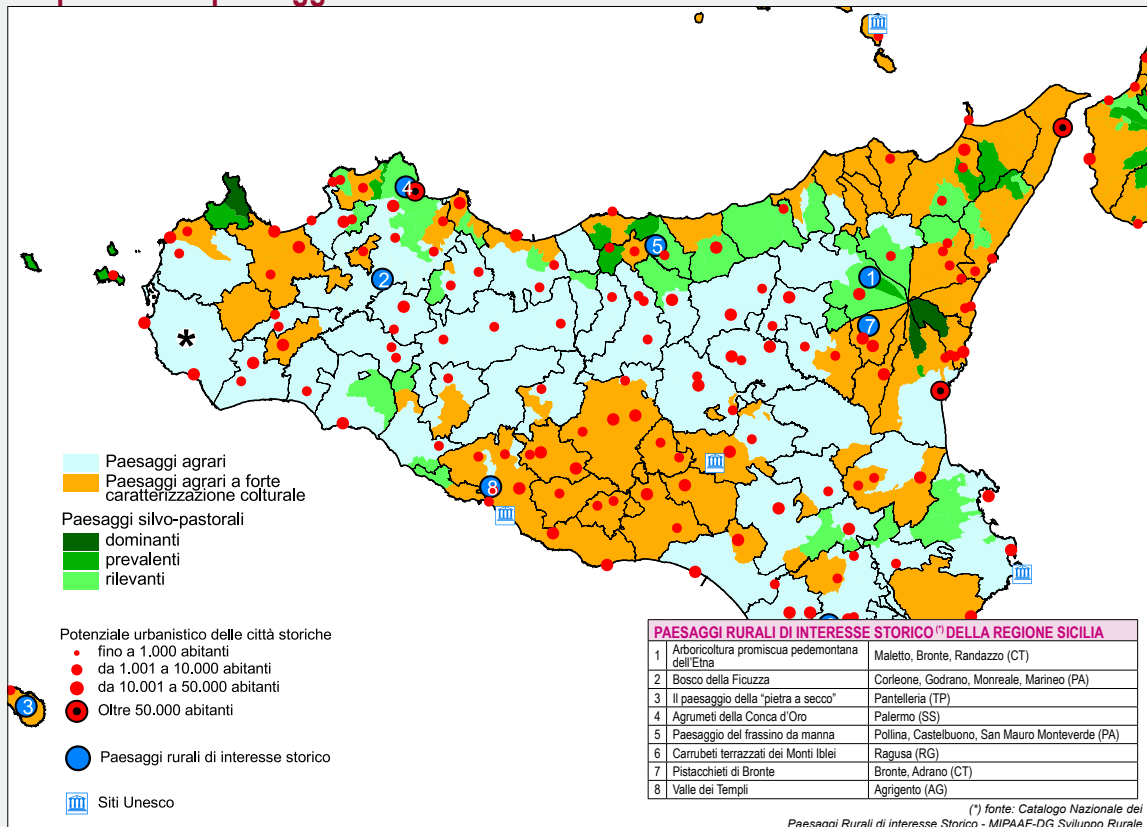 4
5
2
1
7
8
3
*
Paesaggi agrari
Paesaggi agrari a forte
caratterizzazione colturale
Paesaggi silvo-pastorali
dominanti
prevalenti
rilevanti
Potenziale urbanistico delle città storiche
fino a 1,000 abitanti
da 1.001 a 10.000 abitanti
da 10.001 a 50.000 abitanti
Oltre 50.000 abitanti
Paesaggi rurali di interesse storico
Siti Unesco
PAESAGGI RURALI DI INTERESSE STORICO (*) DELLA REGIONE SICILIA
1 Arboricoltura promiscua pedemontana dell'Etna Maletto, Bronte, Randazzo (CT)
2 Bosco della Ficuzza Corleone, Godrano, Monreale, Marineo (PA)
3 Il paesaggio della "pietra a secco" Pantelleria (TP)
4 Agrumeti della Conca d'Oro Palermo (SS)
5 Paesaggio del frassino da manna Pollina, Castelbuono, San Mauro Monteverde (PA)
6 Carrubeti terrazzati dei Monti Iblei Ragusa (RG)
7 Pistacchieti di Bronte Bronte, Adrano (CT)
8 Valle dei Templi Agrigento (AG)
(*) fonte: Catalogo Nazionale dei
Paesaggi Rurali di interesse Storico - MIPAAF-DG Sviluppo Rurale